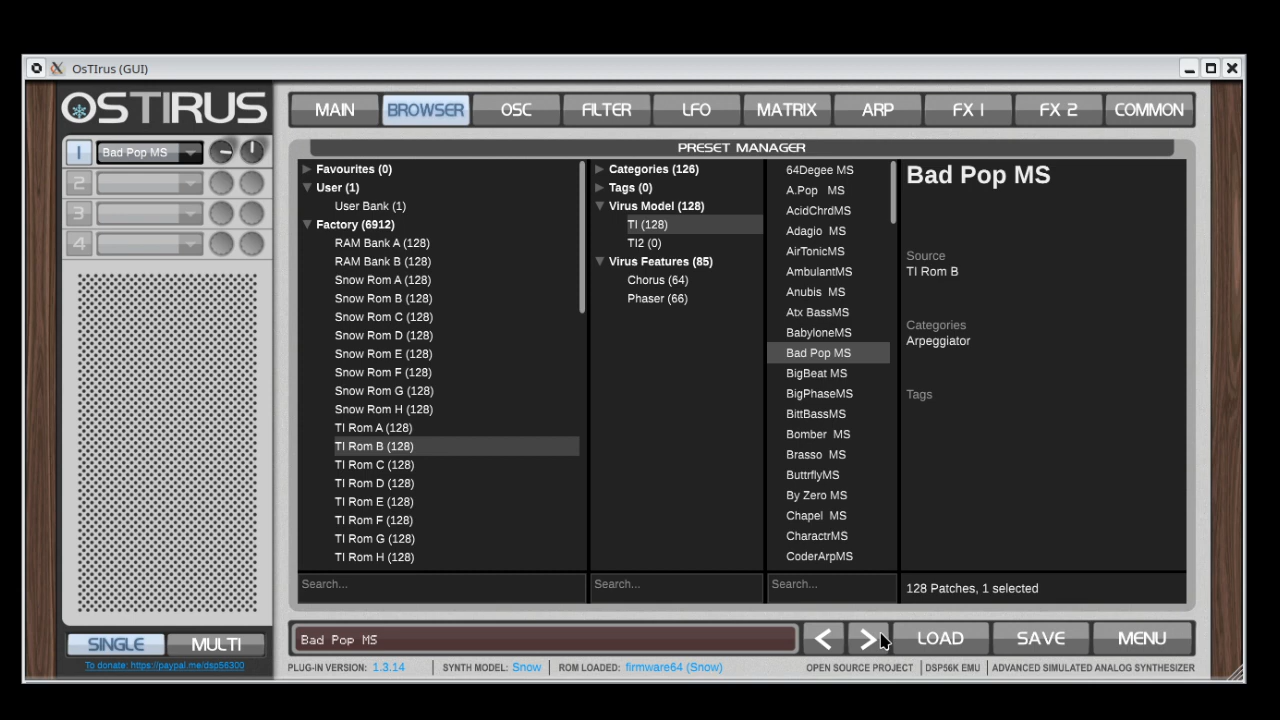 OsTIrus (GUI)
OSTIRUS
MAIN
BROWSER
OSC
FILTER
LFO
MATRIX
ARP
FX 1
FX 2
COMMON
1
Bad Pop MS
2
3
4
PRESET MANAGER
Favourites (0)
User (1)
User Bank (1)
Factory (6912)
RAM Bank A (128)
RAM Bank B (128)
Snow Rom A (128)
Snow Rom B (128)
Snow Rom C (128)
Snow Rom D (128)
Snow Rom E (128)
Snow Rom F (128)
Snow Rom G (128)
Snow Rom H (128)
TI Rom A (128)
TI Rom B (128)
TI Rom C (128)
TI Rom D (128)
TI Rom E (128)
TI Rom F (128)
TI Rom G (128)
TI Rom H (128)
Search...
Categories (126)
Tags (0)
Virus Model (128)
TI (128)
TI2 (0)
Virus Features (85)
Chorus (64)
Phaser (66)
Search...
64Degee MS
A.Pop   MS
AcidChrdMS
Adagio  MS
AirTonicMS
AmbulantMS
Anubis  MS
Atx BassMS
BabyloneMS
Bad Pop MS
BigBeat MS
BigPhaseMS
BittBassMS
Bomber  MS
Brasso  MS
ButtrflyMS
By Zero MS
Chapel  MS
CharactrMS
CoderArpMS
Search...
Bad Pop MS
Source
TI Rom B
Categories
Arpeggiator
Tags
128 Patches, 1 selected
SINGLE
MULTI
To donate: https://paypal.me/dsp56300
Bad Pop MS
<
>
LOAD
SAVE
MENU
PLUG-IN VERSION: 1.3.14
SYNTH MODEL: Snow
ROM LOADED: firmware64 (Snow)
OPEN SOURCE PROJECT
DSP56K EMU
ADVANCED SIMULATED ANALOG SYNTHESIZER